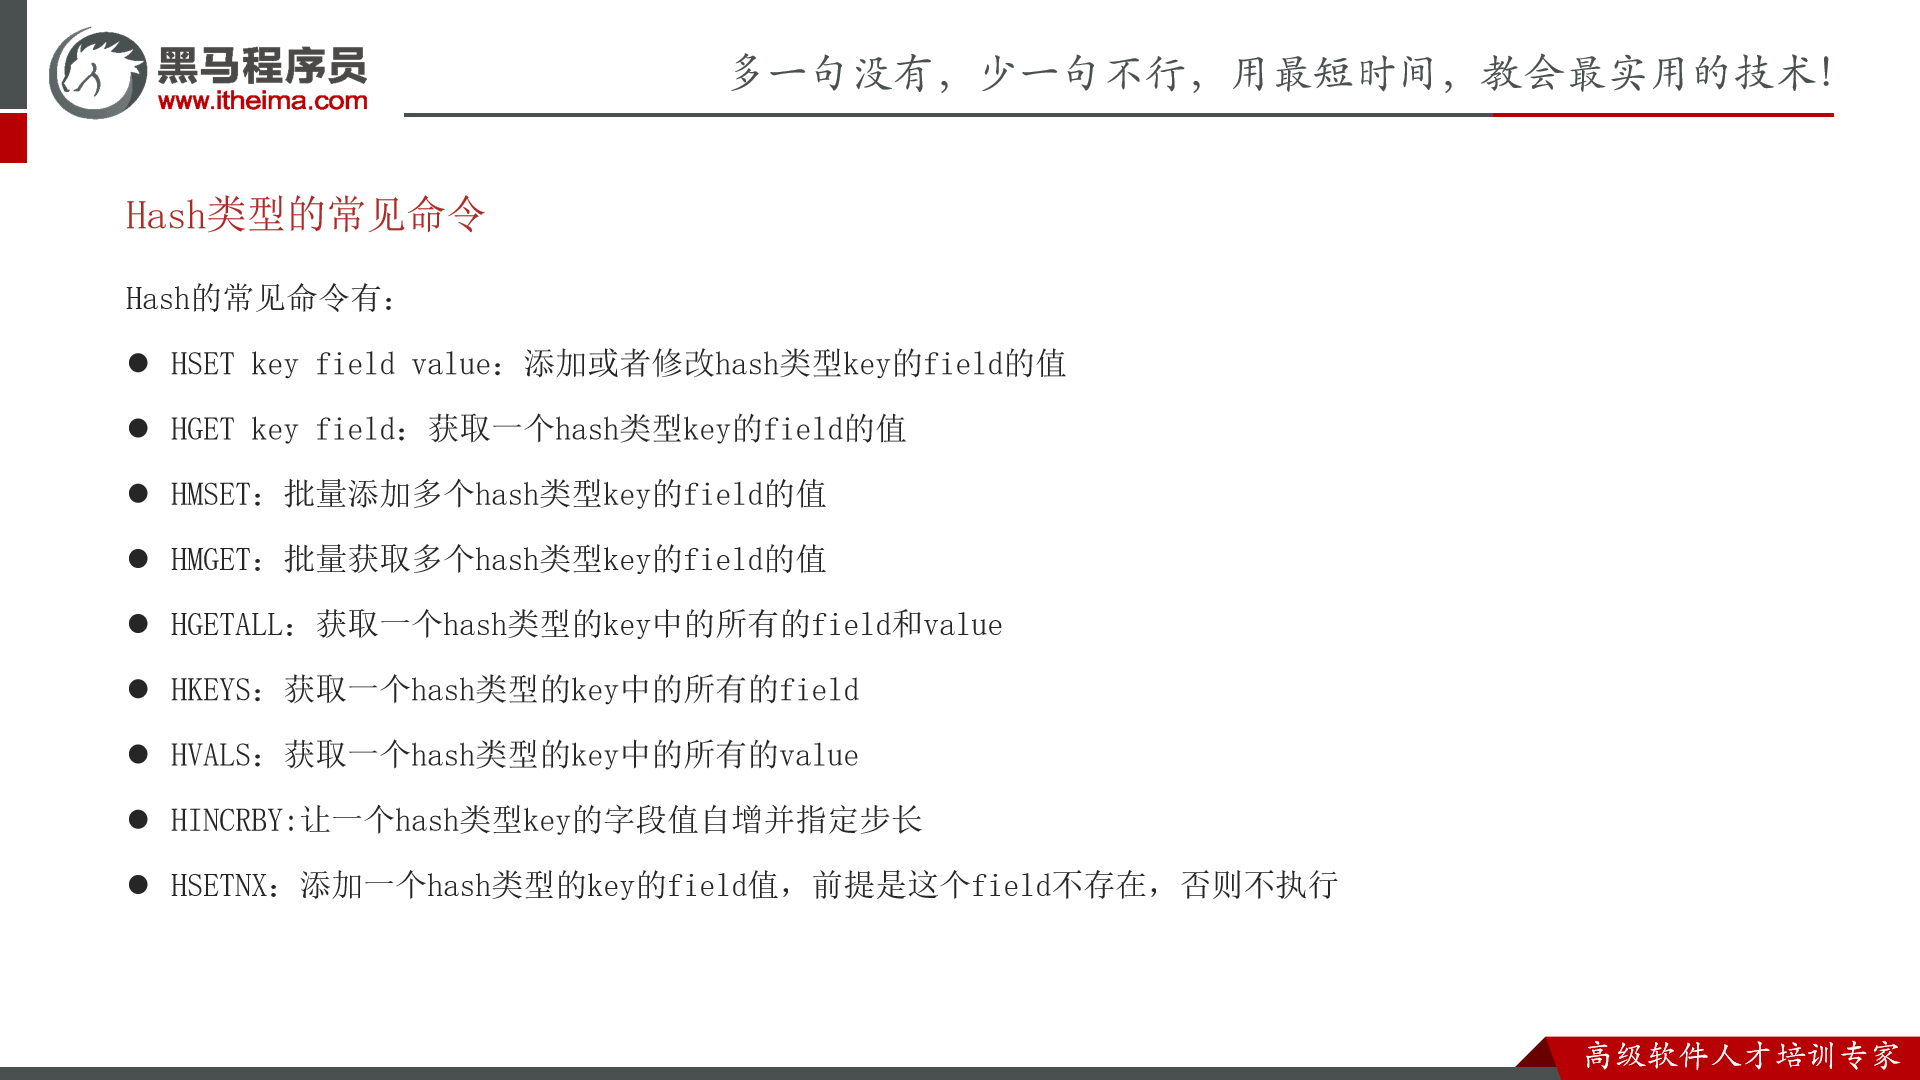 黑马程序员
www.itheima.com
多一句没有，少一句不行，用最短时间，教会最实用的技术！
Hash类型的常见命令
Hash的常见命令有：
● HSET key field value：添加或者修改hash类型key的field的值
● HGET key field：获取一个hash类型key的field的值
● HMSET：批量添加多个hash类型key的field的值
● HMGET：批量获取多个hash类型key的field的值
● HGETALL：获取一个hash类型的key中的所有的field和value
● HKEYS：获取一个hash类型的key中的所有的field
● HVALS：获取一个hash类型的key中的所有的value
● HINCRBY:让一个hash类型key的字段值自增并指定步长
● HSETNX：添加一个hash类型的key的field值，前提是这个field不存在，否则不执行
高级软件人才培训专家